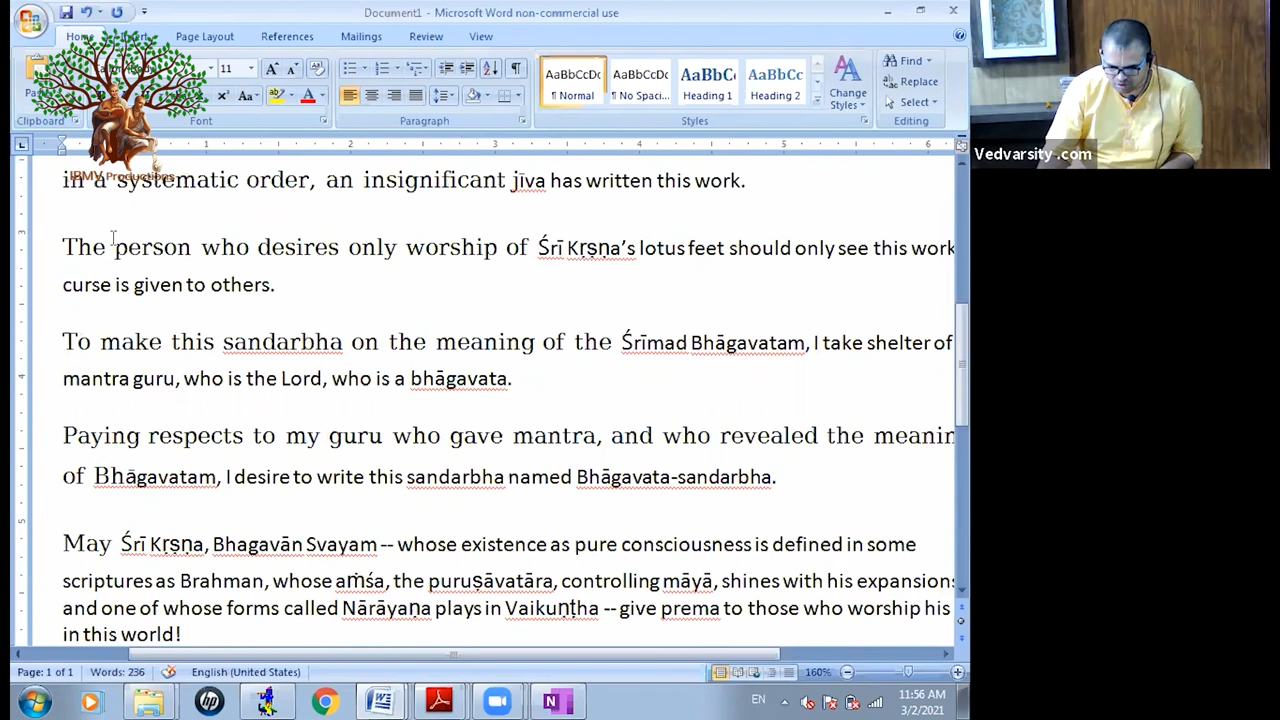 Document1 - Microsoft Word non-commercial use
Home Insert Page Layout References Mailings Review View
11
Find
AaBbCcDc AaBbCcDc AaBbC AaBbCc
Replace
¶ Normal ¶ No Spaci... Heading 1 Heading 2 Change Styles
Select
Clipboard Font Paragraph Styles Editing
Vedvarsity .com
IBMV Productions
in a systematic order, an insignificant jīva has written this work.
The person who desires only worship of Śrī Kṛṣṇa’s lotus feet should only see this work
curse is given to others.
To make this sandarbha on the meaning of the Śrīmad Bhāgavatam, I take shelter of
mantra guru, who is the Lord, who is a bhāgavata.
Paying respects to my guru who gave mantra, and who revealed the meanin
of Bhāgavatam, I desire to write this sandarbha named Bhāgavata-sandarbha.
May Śrī Kṛṣṇa, Bhagavān Svayam -- whose existence as pure consciousness is defined in some
scriptures as Brahman, whose aṁśa, the puruṣāvatāra, controlling māyā, shines with his expansions
and one of whose forms called Nārāyaṇa plays in Vaikuṇṭha -- give prema to those who worship his
in this world!
Page: 1 of 1 Words: 236 English (United States) 160%
EN 11:56 AM
3/2/2021